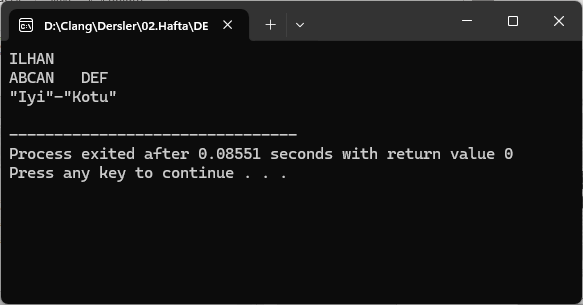 D:\Clang\Dersler\02.Hafta\DE
ILHAN
ABCAN   DEF
"Iyi"-"Kotu"
--------------------------------
Process exited after 0.08551 seconds with return value 0
Press any key to continue . . .